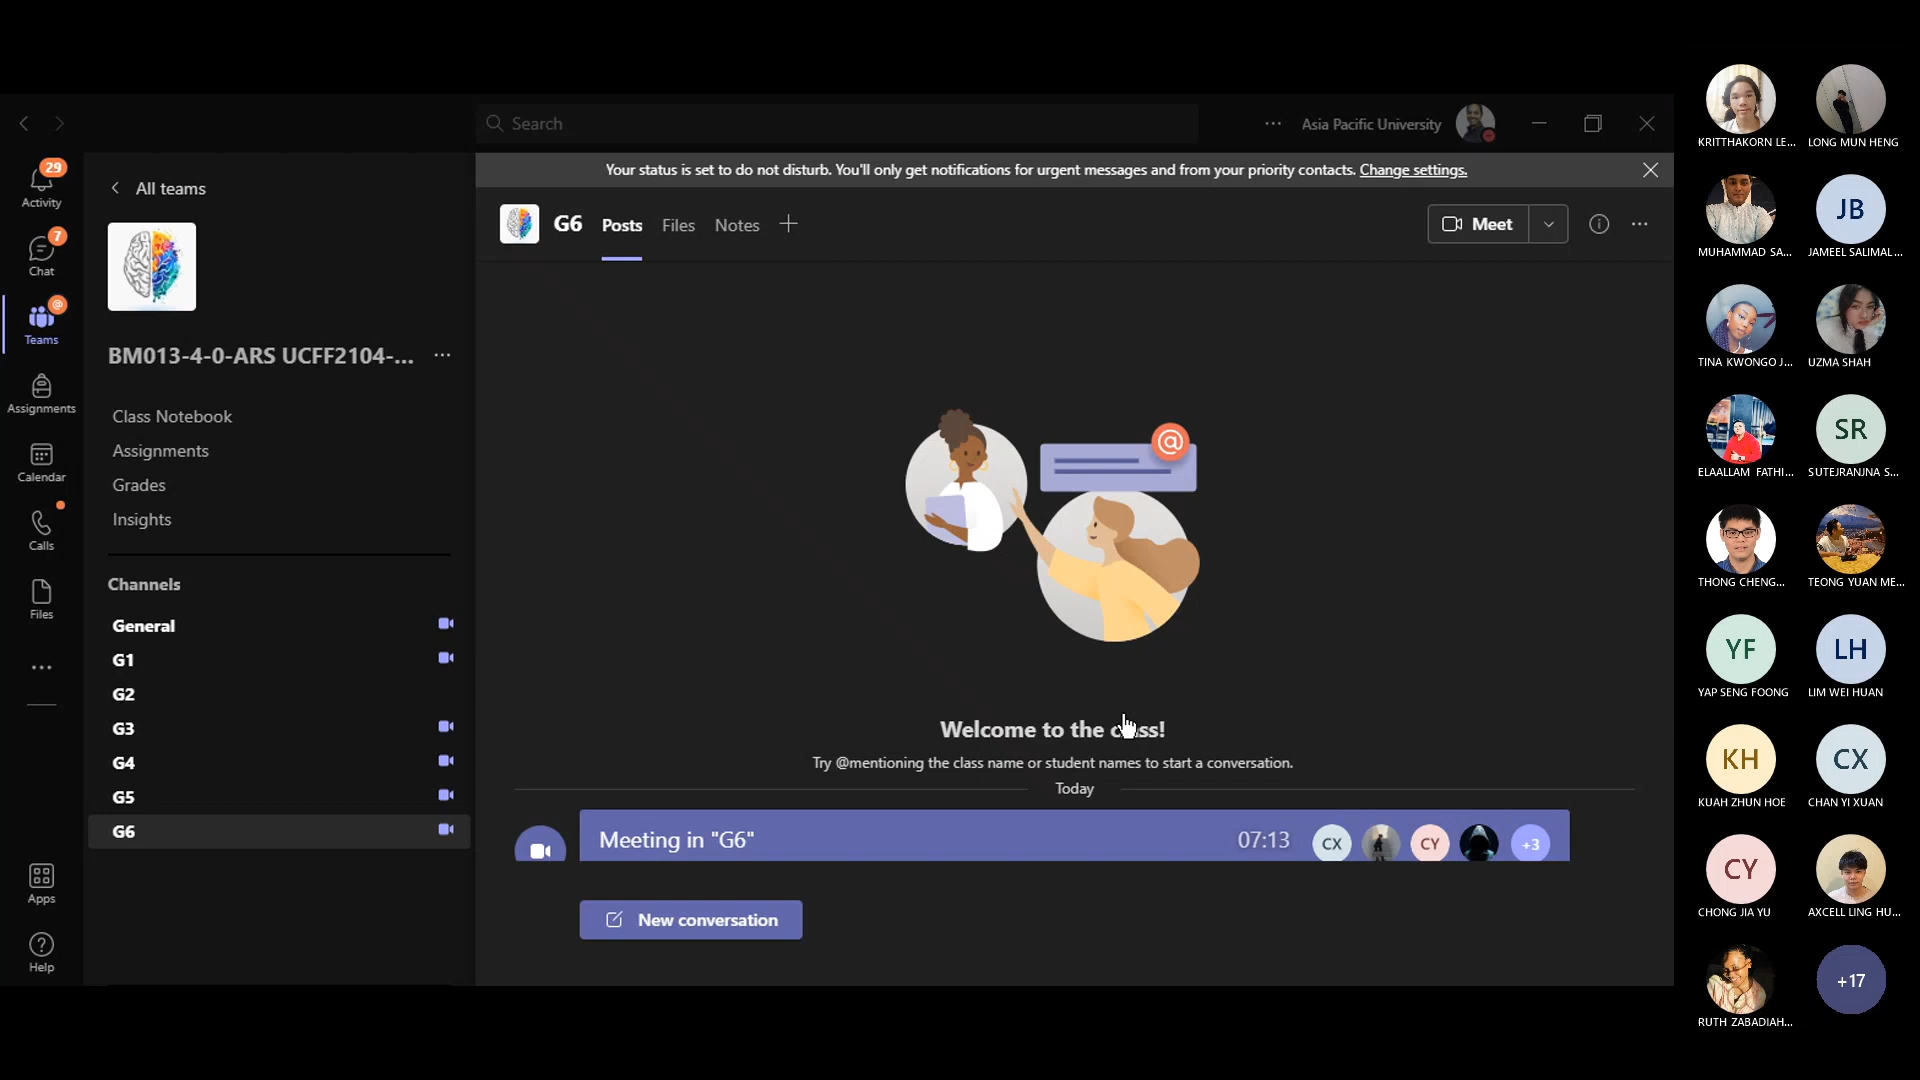 Search
Asia Pacific University
29
Activity
7
Chat
@
Teams
Assignments
Calendar
Calls
Files
Apps
Help
All teams
BM013-4-0-ARS UCFF2104-...
Class Notebook
Assignments
Grades
Insights
Channels
General
G1
G2
G3
G4
G5
G6
Your status is set to do not disturb. You'll only get notifications for urgent messages and from your priority contacts. Change settings.
G6 Posts Files Notes
Meet
@
Welcome to the class!
Try @mentioning the class name or student names to start a conversation.
Today
Meeting in "G6" 07:13 CX CY +3
New conversation
KRITTHAKORN LE... LONG MUN HENG
JB
MUHAMMAD SA... JAMEEL SALIMAL...
TINA KWONGO J... UZMA SHAH
SR
ELAALLAM FATHI... SUTEJRANJNA S...
THONG CHENG... TEONG YUAN ME...
YF LH
YAP SENG FOONG LIM WEI HUAN
KH CX
KUAH ZHUN HOE CHAN YI XUAN
CY
CHONG JIA YU AXCELL LING HU...
+17
RUTH ZABADIAH...